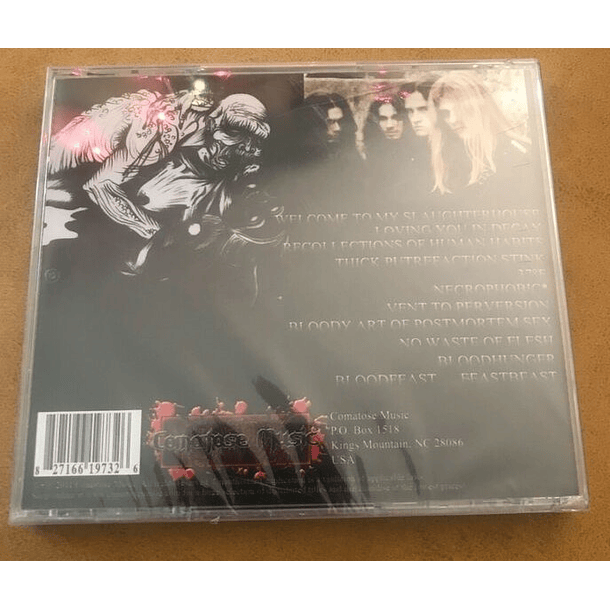 WELCOME TO MY SLAUGHTERHOUSE
LOVING YOU IN DECAY
RECOLLECTIONS OF HUMAN HABITS
THICK PUTREFACTION STINK
NECROPHOBIC*
VENT TO PERVERSION
BLOODY ART OF POSTMORTEM SEX
NO WASTE OF FLESH
BLOODHUNGER
BLOODFEAST FEASTBEAST
Comatose Music
Comatose Music
P.O. Box 1518
Kings Mountain, NC 28086
USA
8 27166 19732 6